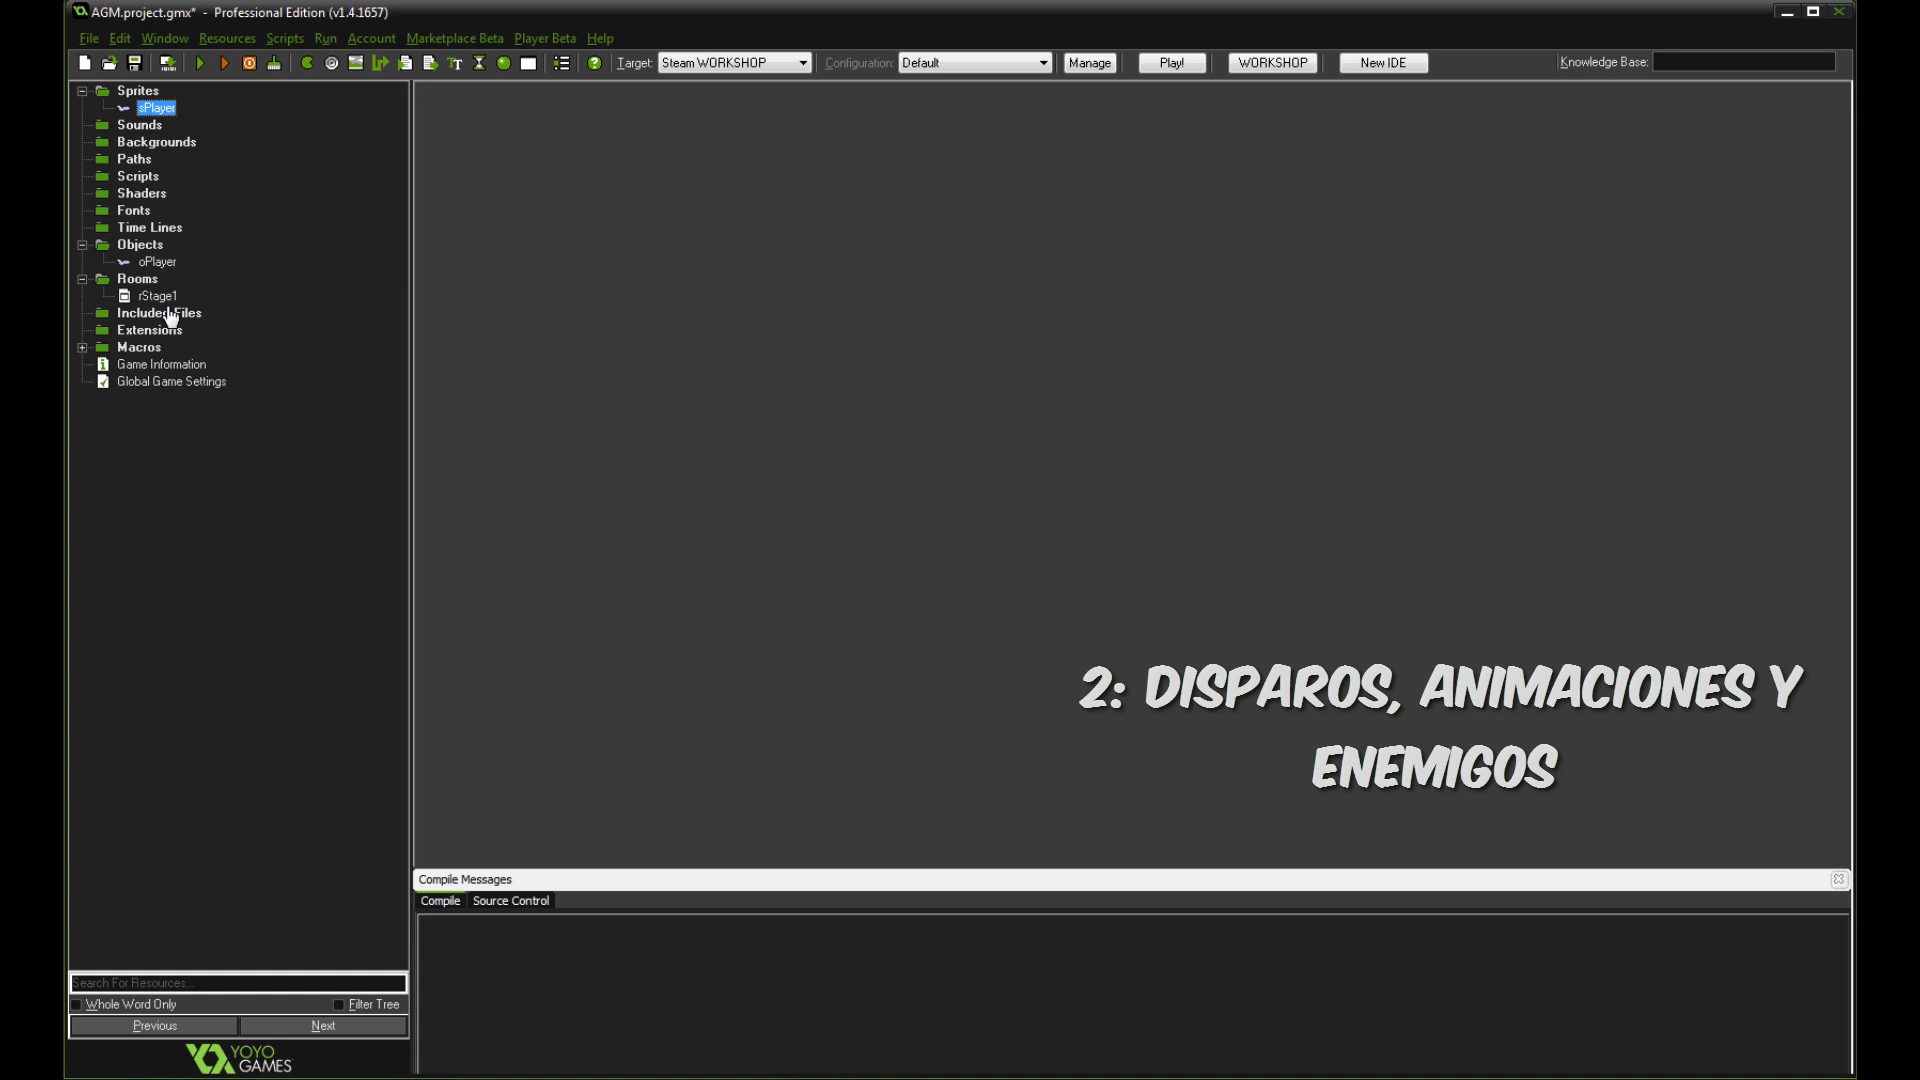 AGM.project.gmx* - Professional Edition (v1.4.1657)
File Edit Window Resources Scripts Run Account Marketplace Beta Player Beta Help
Target: Steam WORKSHOP Configuration: Default Manage Play! WORKSHOP New IDE Knowledge Base:
Sprites
sPlayer
Sounds
Backgrounds
Paths
Scripts
Shaders
Fonts
Time Lines
Objects
oPlayer
Rooms
rStage1
Included Files
Extensions
Macros
Game Information
Global Game Settings
2: DISPAROS, ANIMACIONES Y
ENEMIGOS
Compile Messages
Compile Source Control
Search For Resources...
Whole Word Only Filter Tree
Previous Next
YOYO
GAMES